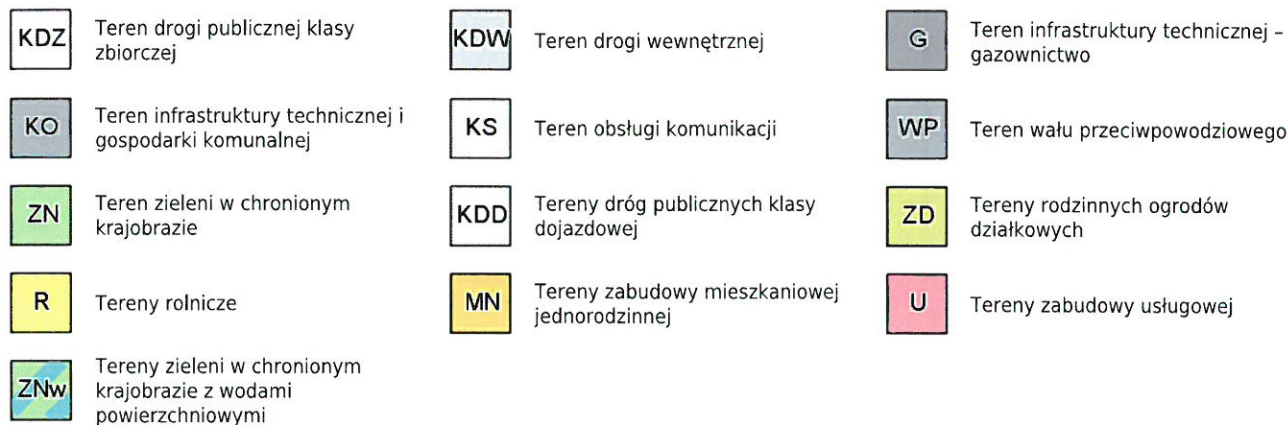 KDZ
Teren drogi publicznej klasy
zbiorczej
KDW
Teren drogi wewnętrznej
G
Teren infrastruktury technicznej –
gazownictwo
KO
Teren infrastruktury technicznej i
gospodarki komunalnej
KS
Teren obsługi komunikacji
WP
Teren wału przeciwpowodziowego
ZN
Teren zieleni w chronionym
krajobrazie
KDD
Tereny dróg publicznych klasy
dojazdowej
ZD
Tereny rodzinnych ogrodów
działkowych
R
Tereny rolnicze
MN
Tereny zabudowy mieszkaniowej
jednorodzinnej
U
Tereny zabudowy usługowej
ZNw
Tereny zieleni w chronionym
krajobrazie z wodami
powierzchniowymi